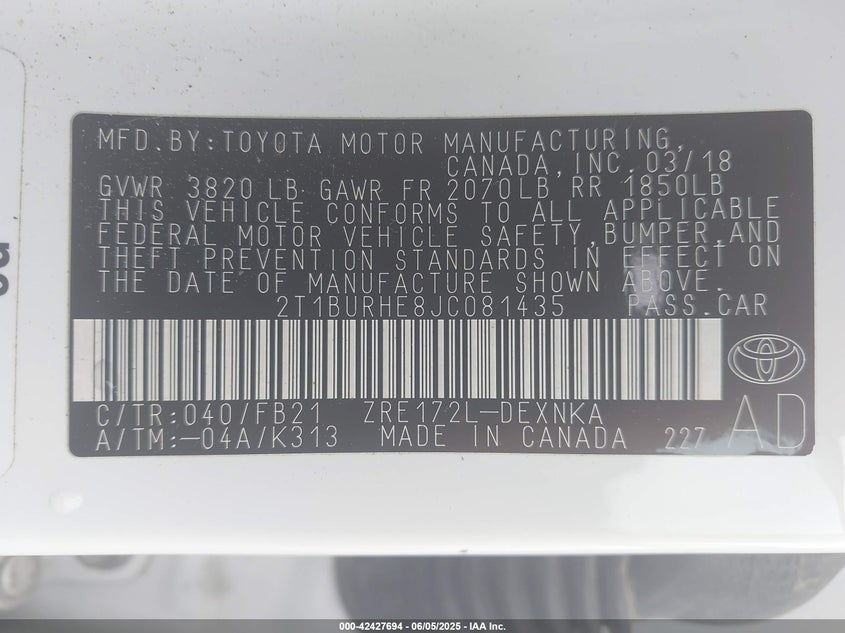 MFD.BY:TOYOTA MOTOR MANUFACTURING,
CANADA,INC. 03/18
GVWR 3820 LB GAWR FR 2070LB RR 1850LB
THIS VEHICLE CONFORMS TO ALL APPLICABLE
FEDERAL MOTOR VEHICLE SAFETY,BUMPER,AND
THEFT PREVENTION STANDARDS IN EFFECT ON
THE DATE OF MANUFACTURE SHOWN ABOVE.
2T1BURHE8JC081435 PASS.CAR
C/TR:040/FB21 ZRE172L-DEXNKA
A/TM:-04A/K313 MADE IN CANADA 227 AD
000-42427694 - 06/05/2025 - IAA Inc.